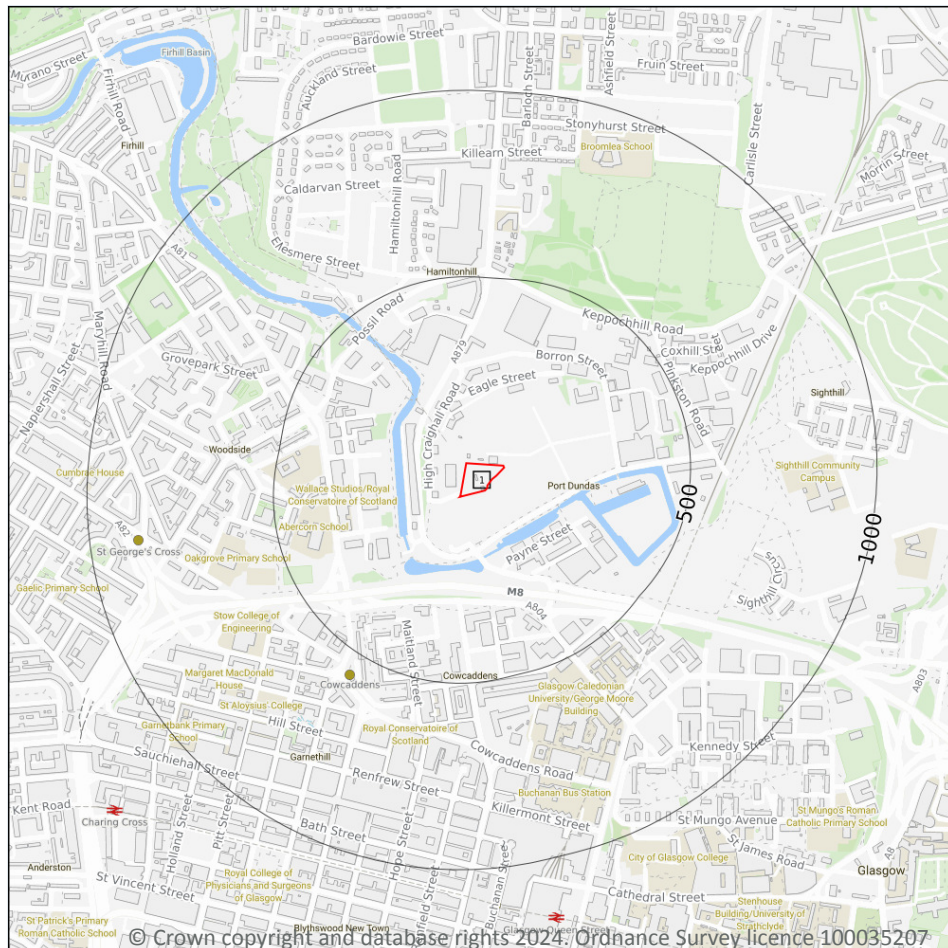 Bardowie Street
Firhill Basin
Murano Street
Fruin Street
Ashfield Street
Auckland Street
Barloch Street
Firhill Road
Stonyhurst Street
Carlisle Street
Firhill
Broomlea School
Killearn Street
Morrin Street
Caldarvan Street
Hamiltonhill Road
Ellesmere Street
A81
Hamiltonhill
Possil Road
Keppochhill Road
Maryhill Road
A879
Coxhill Street
Keppochhill Drive
Napiershall Street
Grovepark Street
Borron Street
Eagle Street
Pinkston Road
High Craighall Road
Sighthill
Woodside
Cumbrae House
Sighthill Community
Campus
1
Wallace Studios/Royal
Conservatoire of Scotland
Port Dundas
500
1000
Abercorn School
A82
St George's Cross
Payne Street
Oakgrove Primary School
Gaelic Primary School
M8
Sighthill Circus
A804
Stow College of
Engineering
Maitland Street
Margaret MacDonald
House
Cowcaddens
Cowcaddens
A803
Glasgow Caledonian
University/George Moore
Building
St Aloysius' College
Garnetbank Primary
School
Hill Street
Royal Conservatoire of
Scotland
Kennedy Street
Sauchiehall Street
Garnethill
Cowcaddens Road
Renfrew Street
Buchanan Bus Station
Kent Road
Charing Cross
Killermont Street
St Mungo's Roman
Catholic Primary School
Holland Street
Pitt Street
Bath Street
St Mungo Avenue
Hope Street
St James Road
A8
Buchanan Street
City of Glasgow College
Anderston
Royal College of
Physicians and Surgeons
of Glasgow
Glasgow
St Vincent Street
Cathedral Street
Stenhouse
Building/University of
Strathclyde
St Patrick's Primary
Roman Catholic School
Blythswood New Town
Glasgow Queen Street
© Crown copyright and database rights 2024. Ordnance Survey licence 100035207